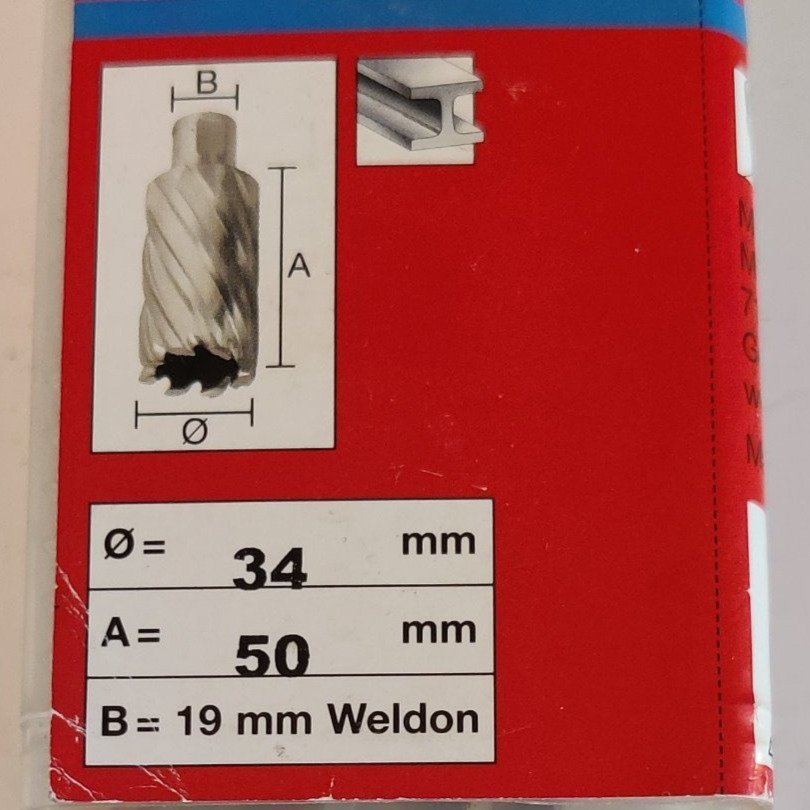 B
A
Ø
Ø = 34 mm
A = 50 mm
B = 19 mm Weldon